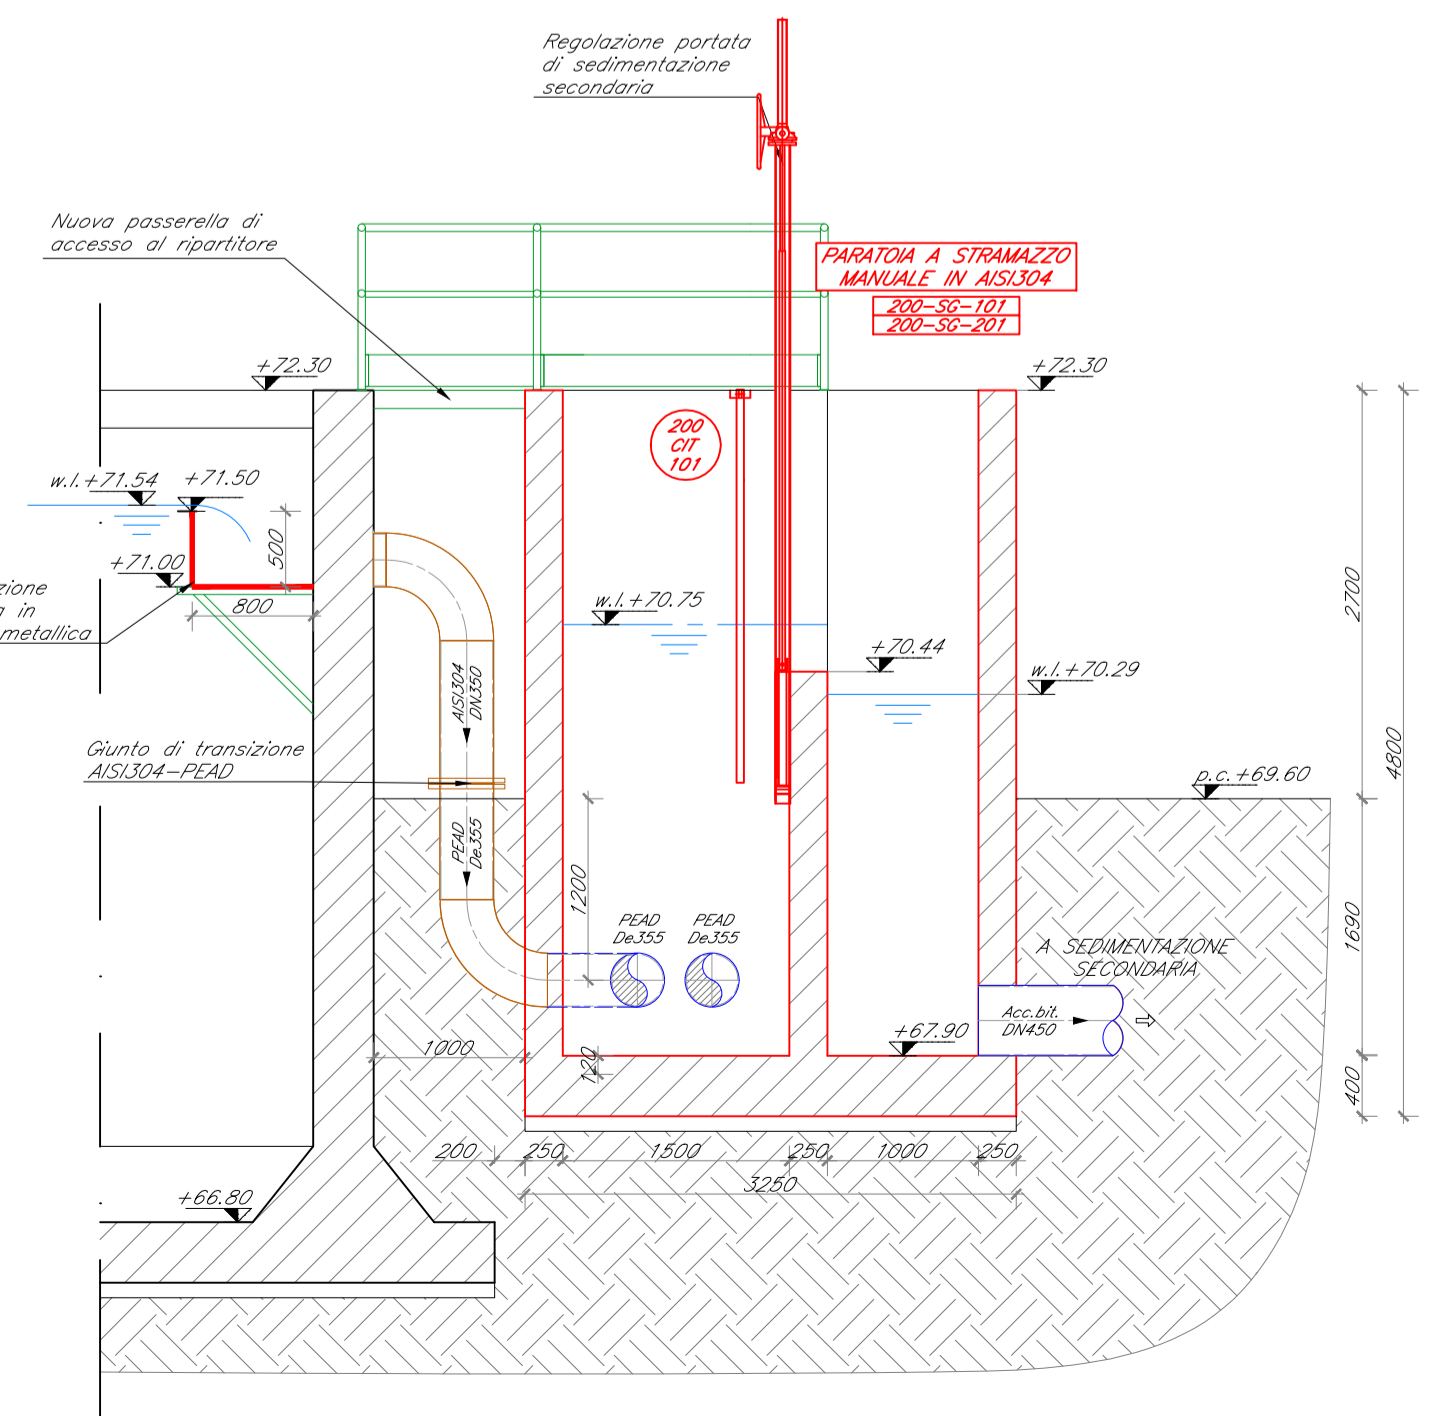 Regolazione portata
di sedimentazione
secondaria
Nuova passerella di
accesso al ripartitore
PARATOIA A STRAMAZZO
MANUALE IN AISI304
200-SG-101
200-SG-201
+72.30
+72.30
200
CIT
101
w.l.+71.54
+71.50
500
+71.00
800
zione
a in
metallica
w.l.+70.75
+70.44
w.l.+70.29
2700
4800
AISI304
DN350
Giunto di transizione
AISI304-PEAD
p.c.+69.60
PEAD
De355
1200
PEAD
De355
PEAD
De355
1690
A SEDIMENTAZIONE
SECONDARIA
Acc.bit.
DN450
+67.90
1000
120
400
200
250
1500
250
1000
250
3250
+66.80